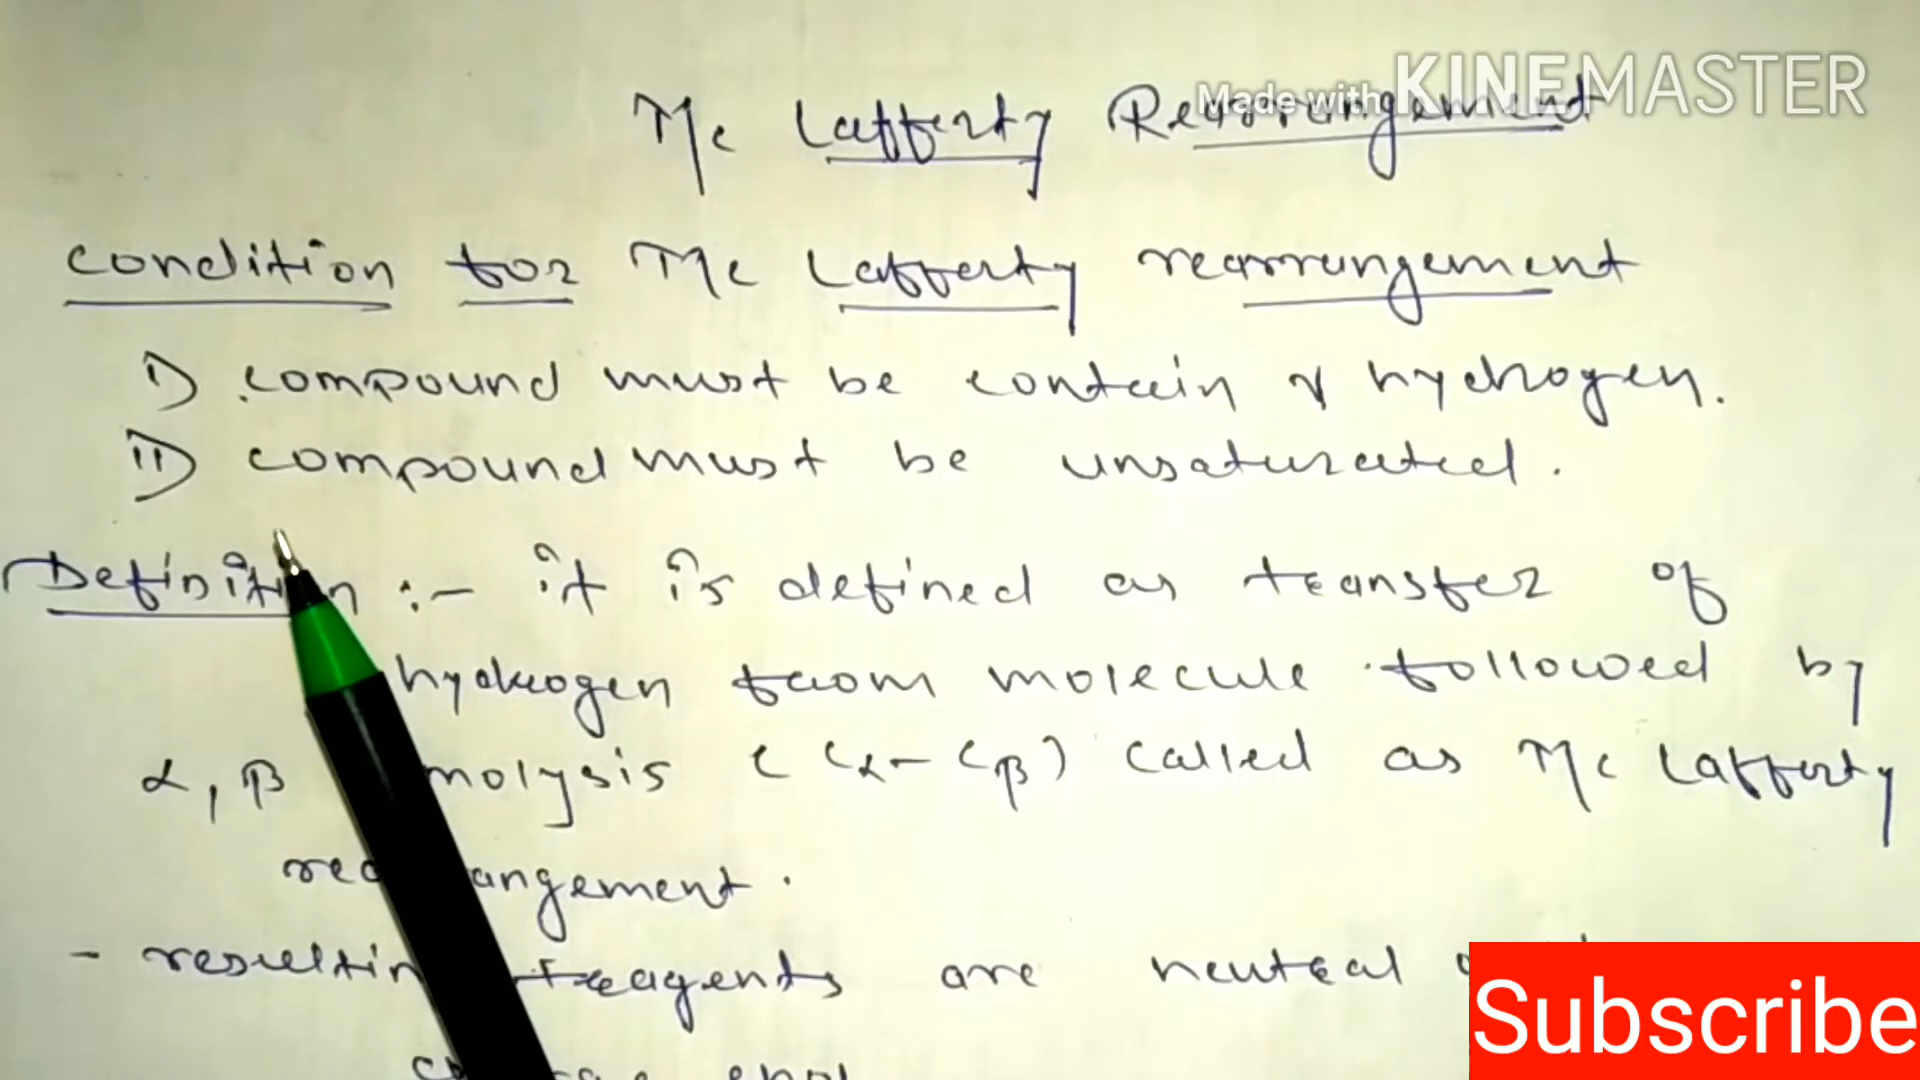 Made with KINEMASTER
Mc Lafferty Rearrangement
condition for Mc Lafferty rearrangement
I) compound must be contain γ hydrogen.
II) compound must be unsaturated.
Definition :- it is defined as transfer of
hydrogen from molecule followed by
α, β molysis ( Cα - Cβ ) called as Mc Lafferty
rearrangement.
- resulting are neutral
Subscribe